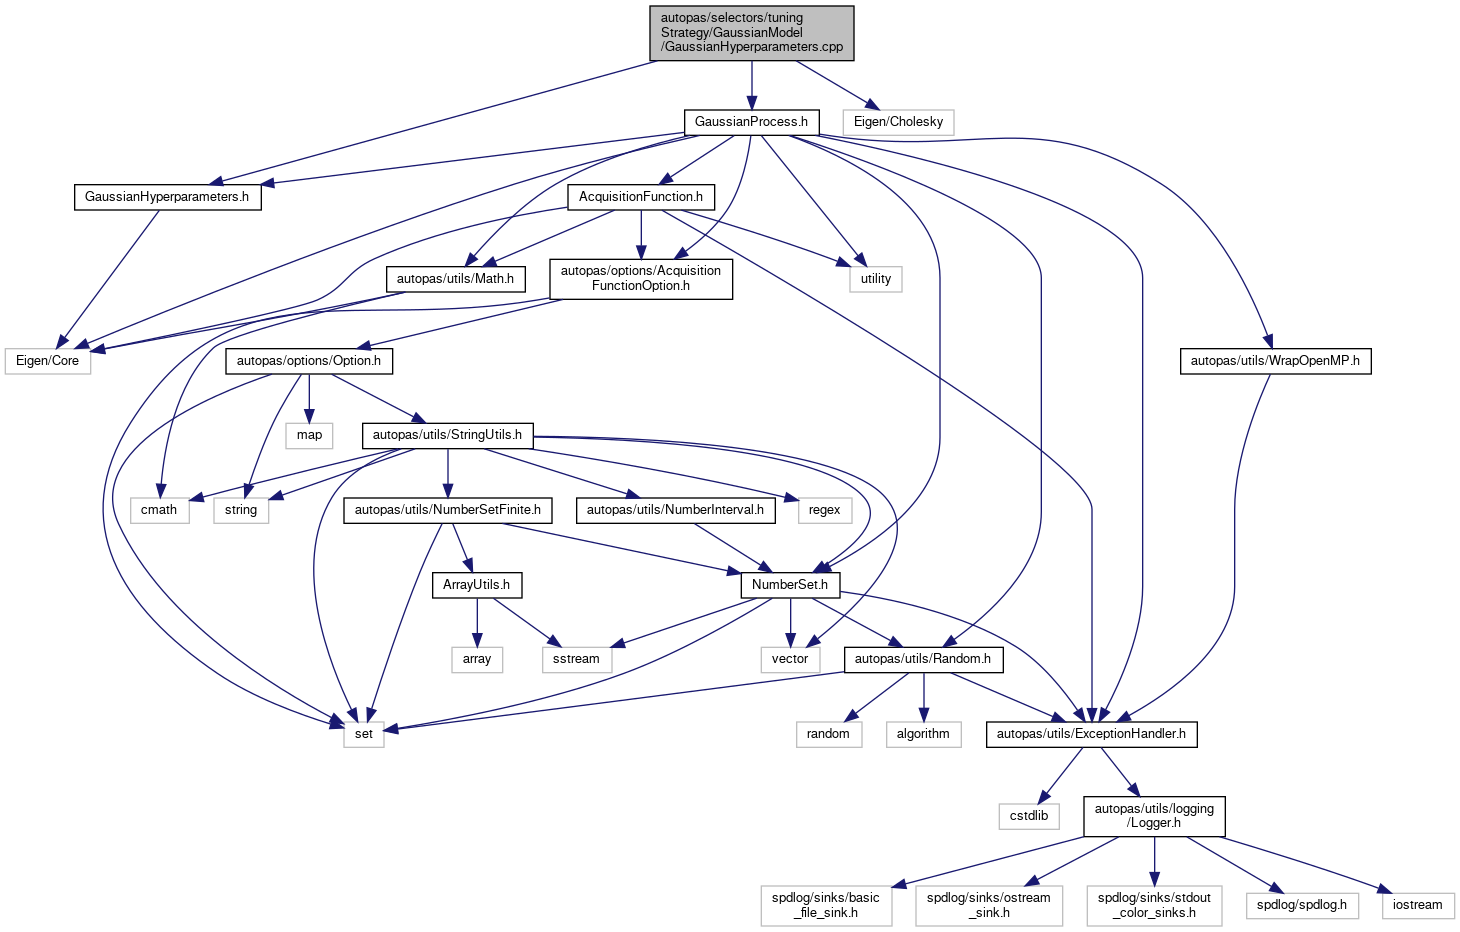 autopas/selectors/tuning
Strategy/GaussianModel
/GaussianHyperparameters.cpp
GaussianProcess.h
Eigen/Cholesky
GaussianHyperparameters.h
AcquisitionFunction.h
autopas/utils/Math.h
autopas/options/Acquisition
FunctionOption.h
utility
Eigen/Core
autopas/options/Option.h
autopas/utils/WrapOpenMP.h
map
autopas/utils/StringUtils.h
cmath
string
autopas/utils/NumberSetFinite.h
autopas/utils/NumberInterval.h
regex
ArrayUtils.h
NumberSet.h
array
sstream
vector
autopas/utils/Random.h
set
random
algorithm
autopas/utils/ExceptionHandler.h
cstdlib
autopas/utils/logging
/Logger.h
spdlog/sinks/basic
_file_sink.h
spdlog/sinks/ostream
_sink.h
spdlog/sinks/stdout
_color_sinks.h
spdlog/spdlog.h
iostream